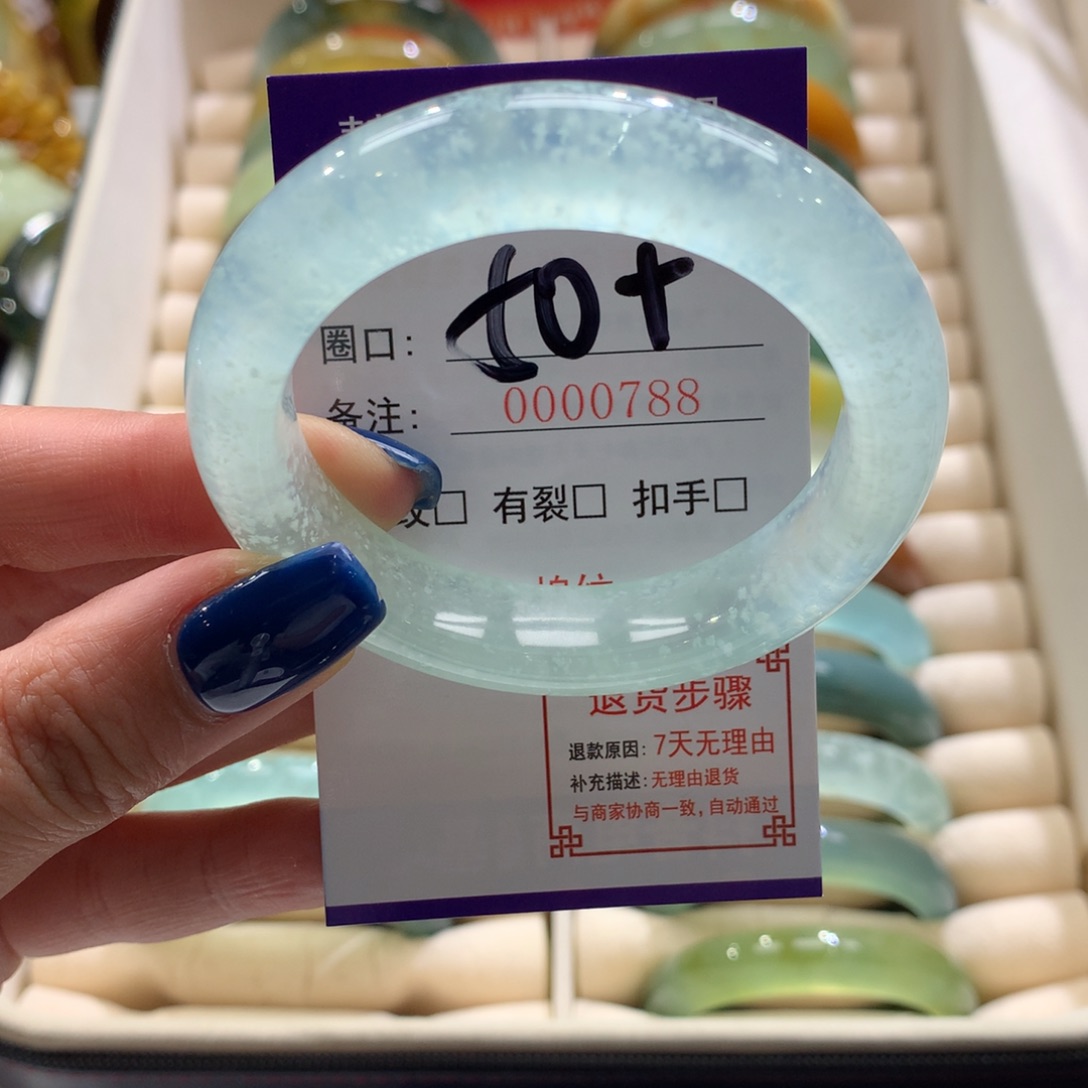 圈口: 50+
备注: 0000788
纹□ 有裂□ 扣手□
退货步骤
退款原因: 7天无理由
补充描述: 无理由退货
与商家协商一致, 自动通过